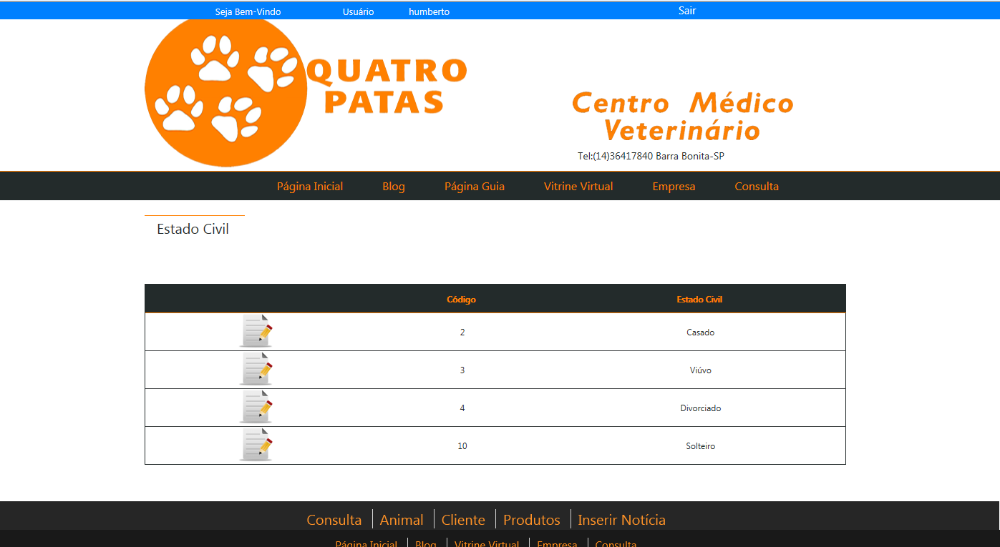 Seja Bem-Vindo Usuário humberto Sair
QUATRO
PATAS
Centro Médico
Veterinário
Tel:(14)36417840 Barra Bonita-SP
Página Inicial Blog Página Guia Vitrine Virtual Empresa Consulta
Estado Civil
Código Estado Civil
2 Casado
3 Viúvo
4 Divorciado
10 Solteiro
Consulta Animal Cliente Produtos Inserir Notícia
Página Inicial Blog Vitrine Virtual Empresa Consulta